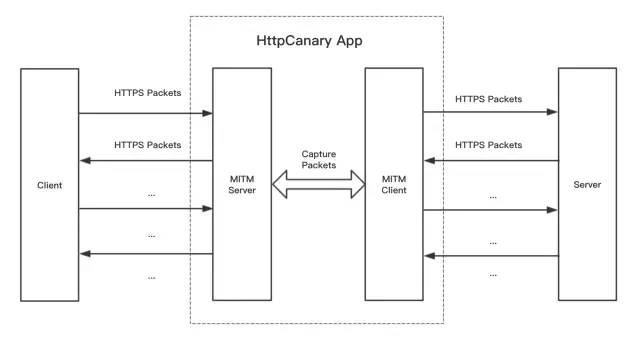 HttpCanary App
HTTPS Packets
HTTPS Packets
HTTPS Packets
HTTPS Packets
Capture
Packets
Client
MITM
Server
MITM
Client
Server
...
...
...
...
...
...